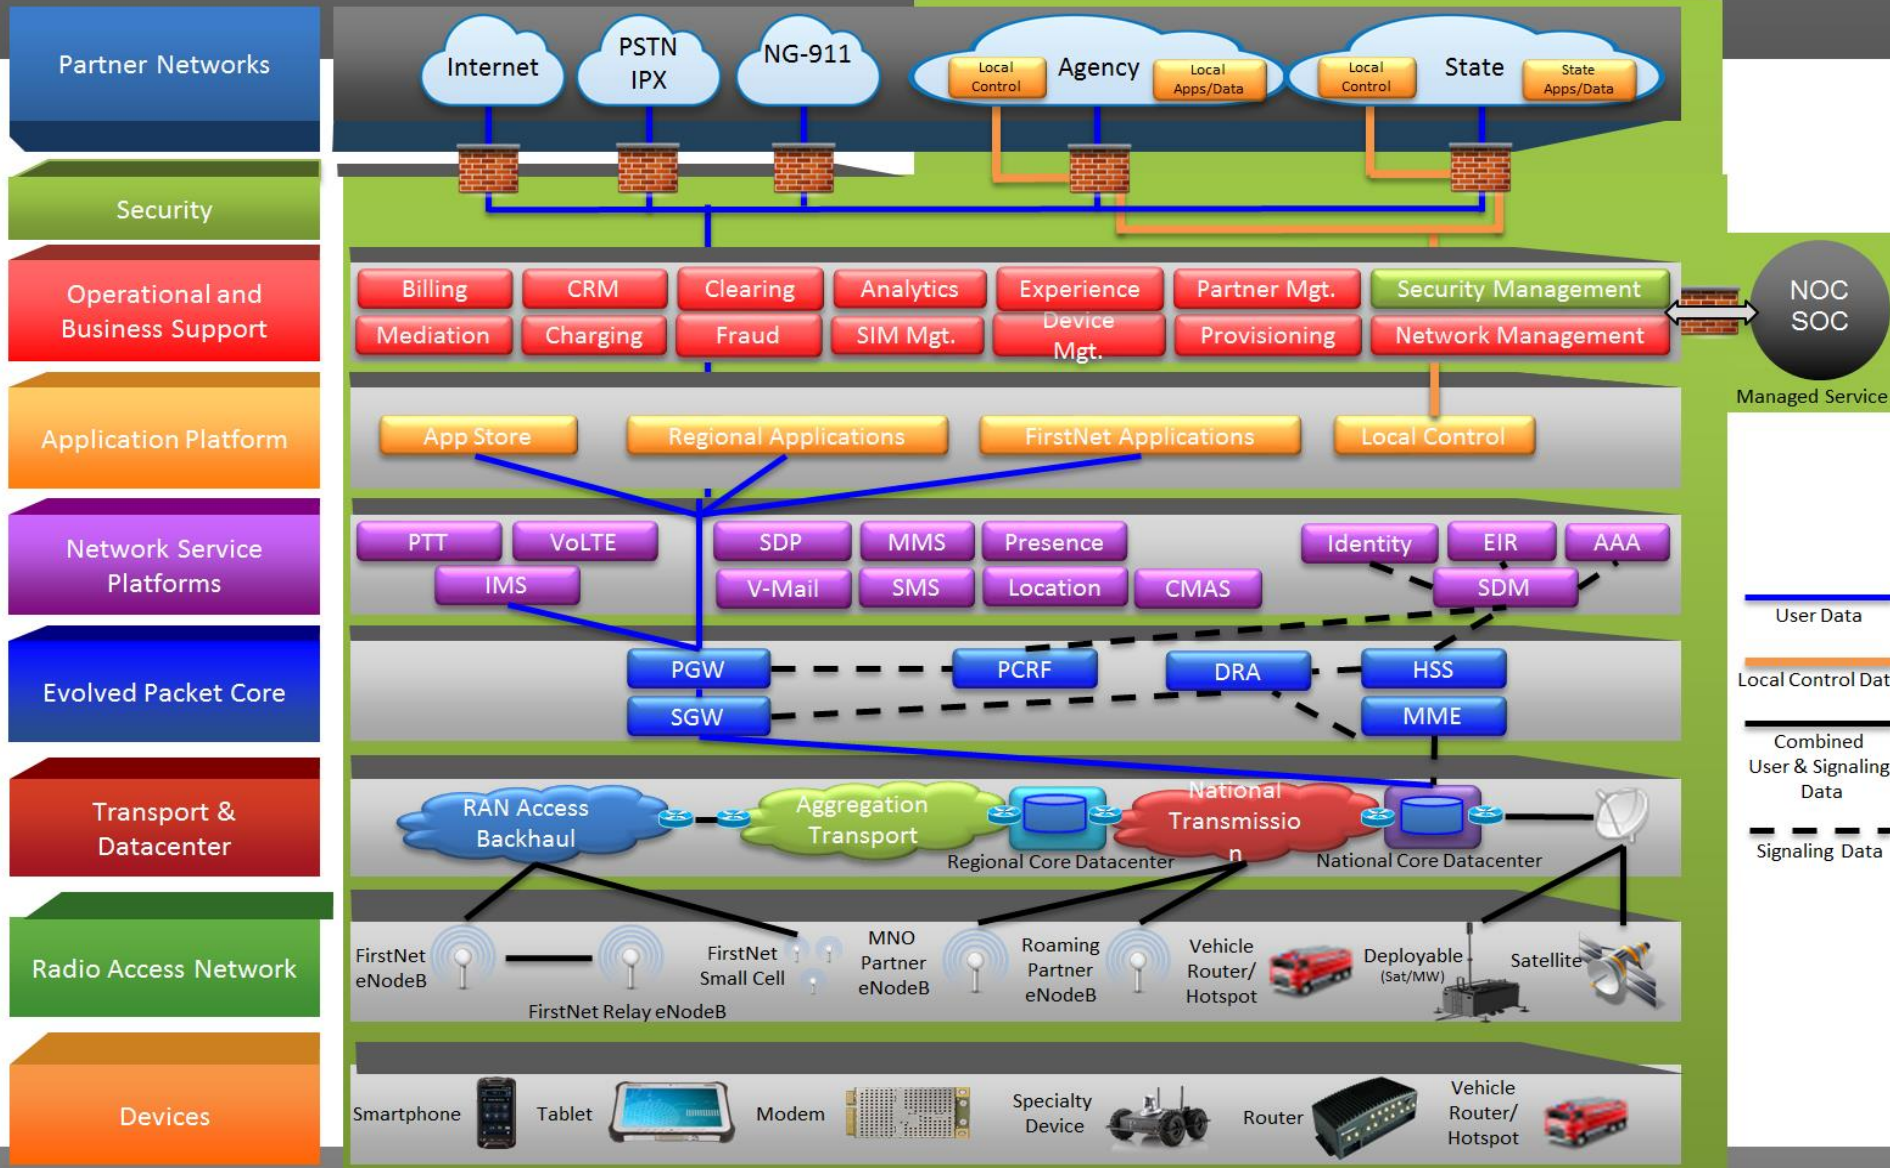 Partner Networks
Internet
PSTN
IPX
NG-911
Local
Control
Agency
Local
Apps/Data
Local
Control
State
State
Apps/Data
Security
Operational and
Business Support
Billing
CRM
Clearing
Analytics
Experience
Partner Mgt.
Security Management
Mediation
Charging
Fraud
SIM Mgt.
Device
Mgt.
Provisioning
Network Management
NOC
SOC
Managed Service
Application Platform
App Store
Regional Applications
FirstNet Applications
Local Control
Network Service
Platforms
PTT
VoLTE
SDP
MMS
Presence
Identity
EIR
AAA
IMS
V-Mail
SMS
Location
CMAS
SDM
User Data
Local Control Dat
Combined
User & Signaling
Data
Signaling Data
Evolved Packet Core
PGW
PCRF
DRA
HSS
SGW
MME
Transport &
Datacenter
RAN Access
Backhaul
Aggregation
Transport
Regional Core Datacenter
National
Transmissio
n
National Core Datacenter
Radio Access Network
FirstNet
eNodeB
FirstNet Relay eNodeB
FirstNet
Small Cell
MNO
Partner
eNodeB
Roaming
Partner
eNodeB
Vehicle
Router/
Hotspot
Deployable
(Sat/MW)
Satellite
Devices
Smartphone
Tablet
Modem
Specialty
Device
Router
Vehicle
Router/
Hotspot